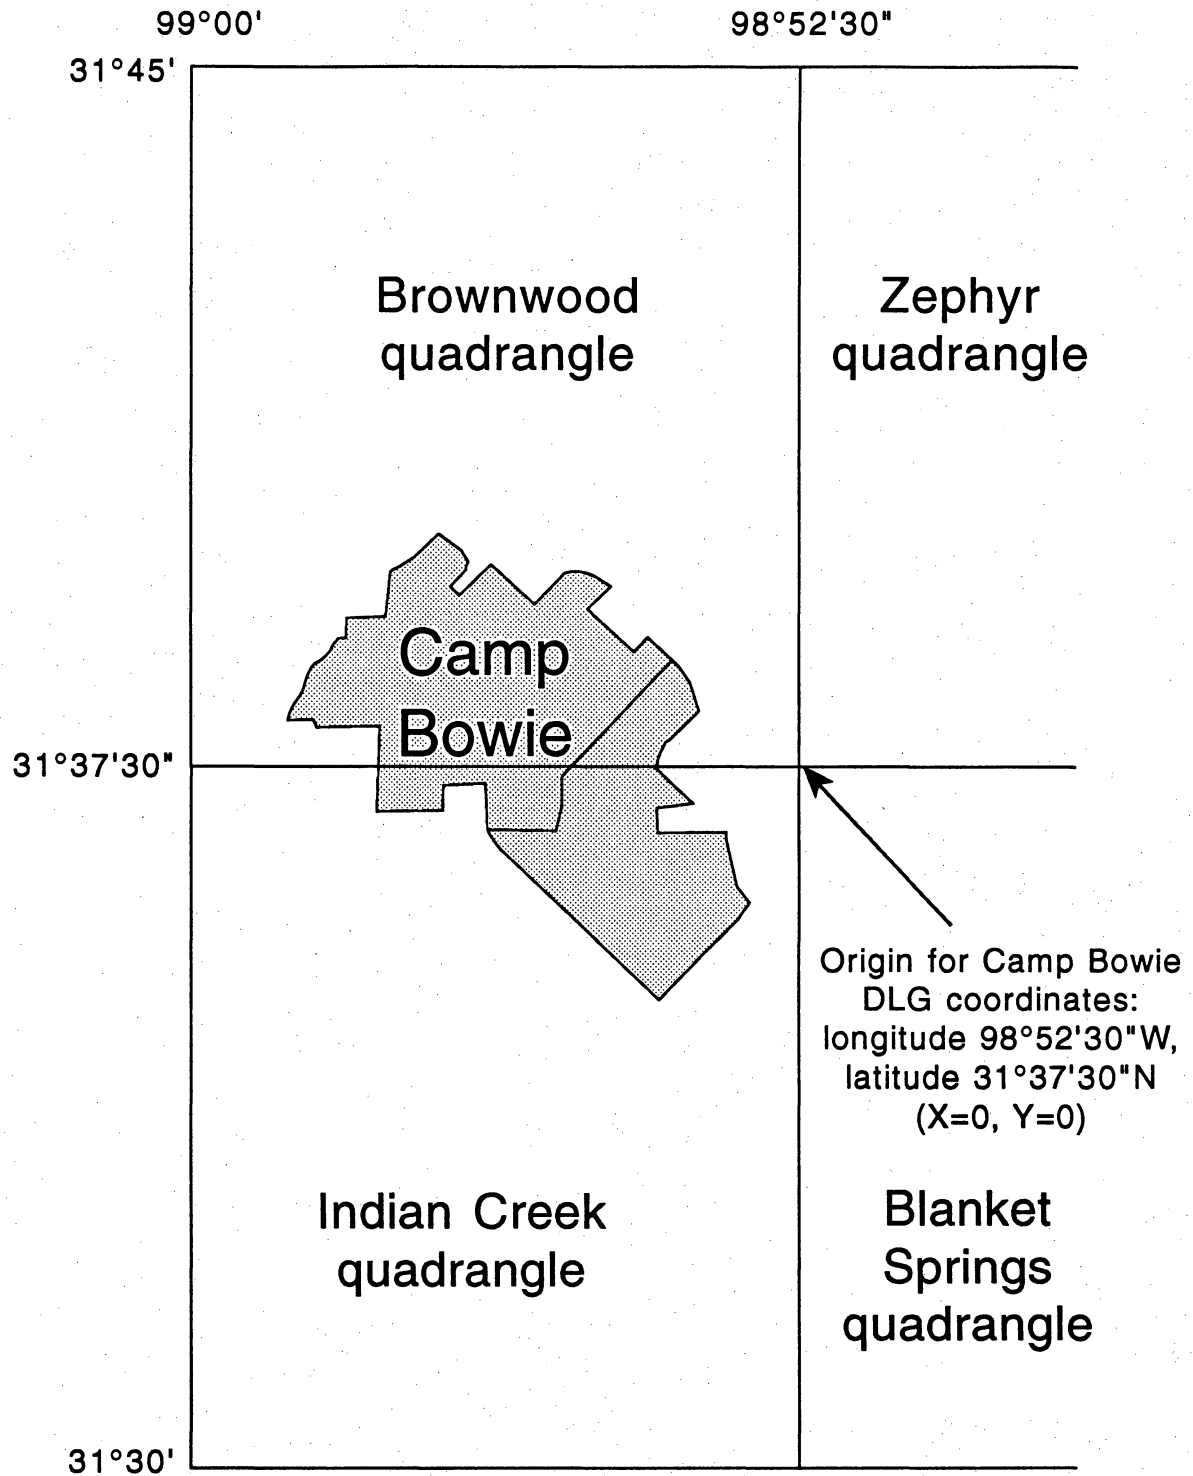 99°00'
98°52'30"
31°45'
Brownwood
quadrangle
Zephyr
quadrangle
Camp
Bowie
31°37'30"
Origin for Camp Bowie
DLG coordinates:
longitude 98°52'30"W,
latitude 31°37'30"N
(X=0, Y=0)
Indian Creek
quadrangle
Blanket
Springs
quadrangle
31°30'